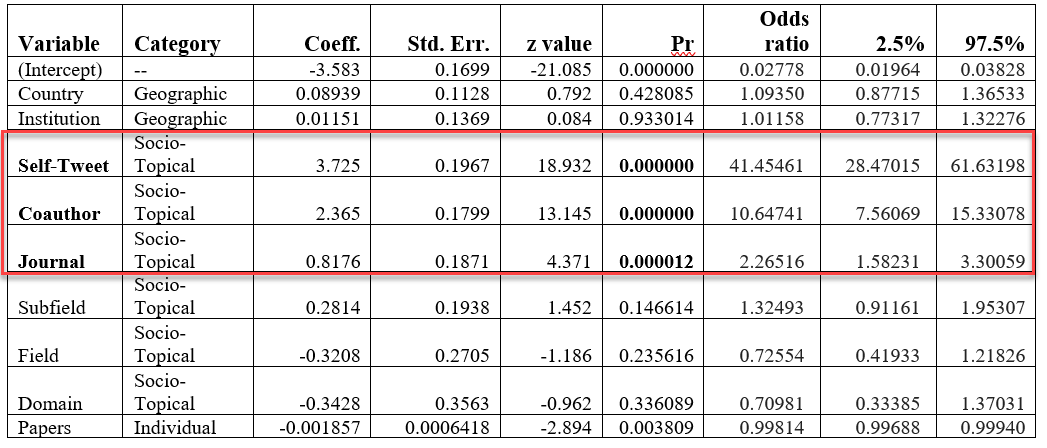 Variable Category Coeff. Std. Err. z value Pr Odds ratio 2.5% 97.5%
(Intercept) -- -3.583 0.1699 -21.085 0.000000 0.02778 0.01964 0.03828
Country Geographic 0.08939 0.1128 0.792 0.428085 1.09350 0.87715 1.36533
Institution Geographic 0.01151 0.1369 0.084 0.933014 1.01158 0.77317 1.32276
Self-Tweet Socio-Topical 3.725 0.1967 18.932 0.000000 41.45461 28.47015 61.63198
Coauthor Socio-Topical 2.365 0.1799 13.145 0.000000 10.64741 7.56069 15.33078
Journal Socio-Topical 0.8176 0.1871 4.371 0.000012 2.26516 1.58231 3.30059
Subfield Socio-Topical 0.2814 0.1938 1.452 0.146614 1.32493 0.91161 1.95307
Field Socio-Topical -0.3208 0.2705 -1.186 0.235616 0.72554 0.41933 1.21826
Domain Socio-Topical -0.3428 0.3563 -0.962 0.336089 0.70981 0.33385 1.37031
Papers Individual -0.001857 0.0006418 -2.894 0.003809 0.99814 0.99688 0.99940